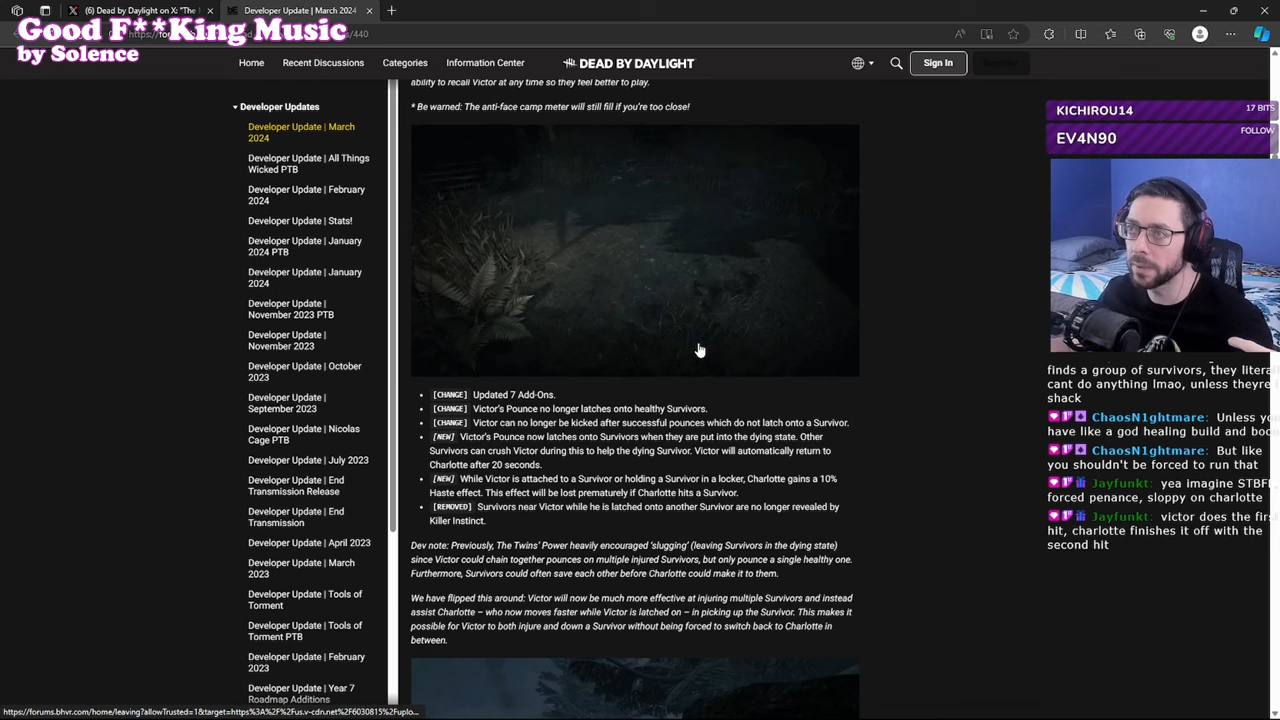 (6) Dead by Daylight on X: "The
Developer Update | March 2024
Good F**King Music
by Solence
/440
Home
Recent Discussions
Categories
Information Center
DEAD BY DAYLIGHT
Sign In
Register
Developer Updates
Developer Update | March
2024
Developer Update | All Things
Wicked PTB
Developer Update | February
2024
Developer Update | Stats!
Developer Update | January
2024 PTB
Developer Update | January
2024
Developer Update |
November 2023 PTB
Developer Update |
November 2023
Developer Update | October
2023
Developer Update |
September 2023
Developer Update | Nicolas
Cage PTB
Developer Update | July 2023
Developer Update | End
Transmission Release
Developer Update | End
Transmission
Developer Update | April 2023
Developer Update | March
2023
Developer Update | Tools of
Torment
Developer Update | Tools of
Torment PTB
Developer Update | February
2023
Developer Update | Year 7
Roadmap Additions
ability to recall Victor at any time so they feel better to play.
* Be warned: The anti-face camp meter will still fill if you're too close!
[CHANGE] Updated 7 Add-Ons.
[CHANGE] Victor's Pounce no longer latches onto healthy Survivors.
[CHANGE] Victor can no longer be kicked after successful pounces which do not latch onto a Survivor.
[NEW] Victor's Pounce now latches onto Survivors when they are put into the dying state. Other
Survivors can crush Victor during this to help the dying Survivor. Victor will automatically return to
Charlotte after 20 seconds.
[NEW] While Victor is attached to a Survivor or holding a Survivor in a locker, Charlotte gains a 10%
Haste effect. This effect will be lost prematurely if Charlotte hits a Survivor.
[REMOVED] Survivors near Victor while he is latched onto another Survivor are no longer revealed by
Killer Instinct.
Dev note: Previously, The Twins' Power heavily encouraged 'slugging' (leaving Survivors in the dying state)
since Victor could chain together pounces on multiple injured Survivors, but only pounce a single healthy one.
Furthermore, Survivors could often save each other before Charlotte could make it to them.
We have flipped this around: Victor will now be much more effective at injuring multiple Survivors and instead
assist Charlotte – who now moves faster while Victor is latched on – in picking up the Survivor. This makes it
possible for Victor to both injure and down a Survivor without being forced to switch back to Charlotte in
between.
KICHIROU14
17 BITS
EV4N90
FOLLOW
finds a group of survivors, they literal
cant do anything lmao, unless theyre
shack
ChaosN1ghtmare: Unless yo
have like a god healing build and boo
ChaosN1ghtmare: But like
you shouldn't be forced to run that
Jayfunkt: yea imagine STBFL
forced penance, sloppy on charlotte
Jayfunkt: victor does the firs
hit, charlotte finishes it off with the
second hit
https://forums.bhvr.com/home/leaving?allowTrusted=1&target=https%3A%2F%2Fus.v-cdn.net%2F6030815%2Fuplo...